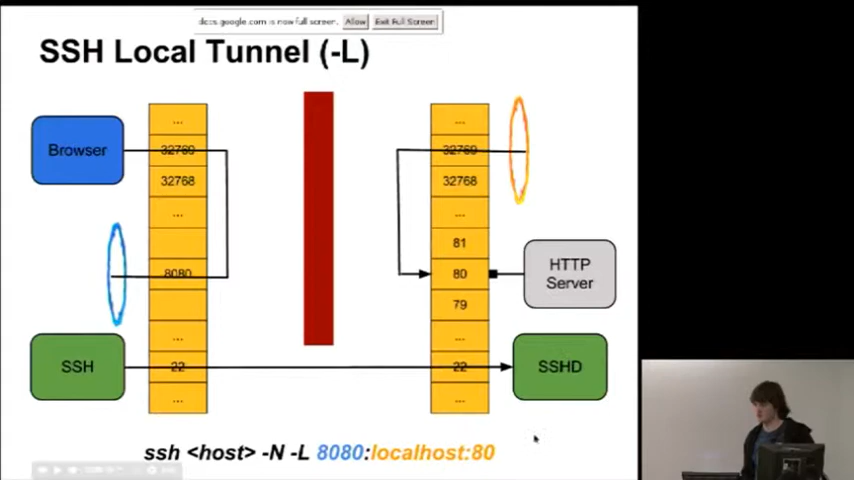 docs.google.com is now full screen. Allow Exit Full Screen
SSH Local Tunnel (-L)
Browser
...
32769
32768
...
8080
...
22
...
SSH
...
32769
32768
...
81
80
79
...
22
...
HTTP
Server
SSHD
ssh <host> -N -L 8080:localhost:80